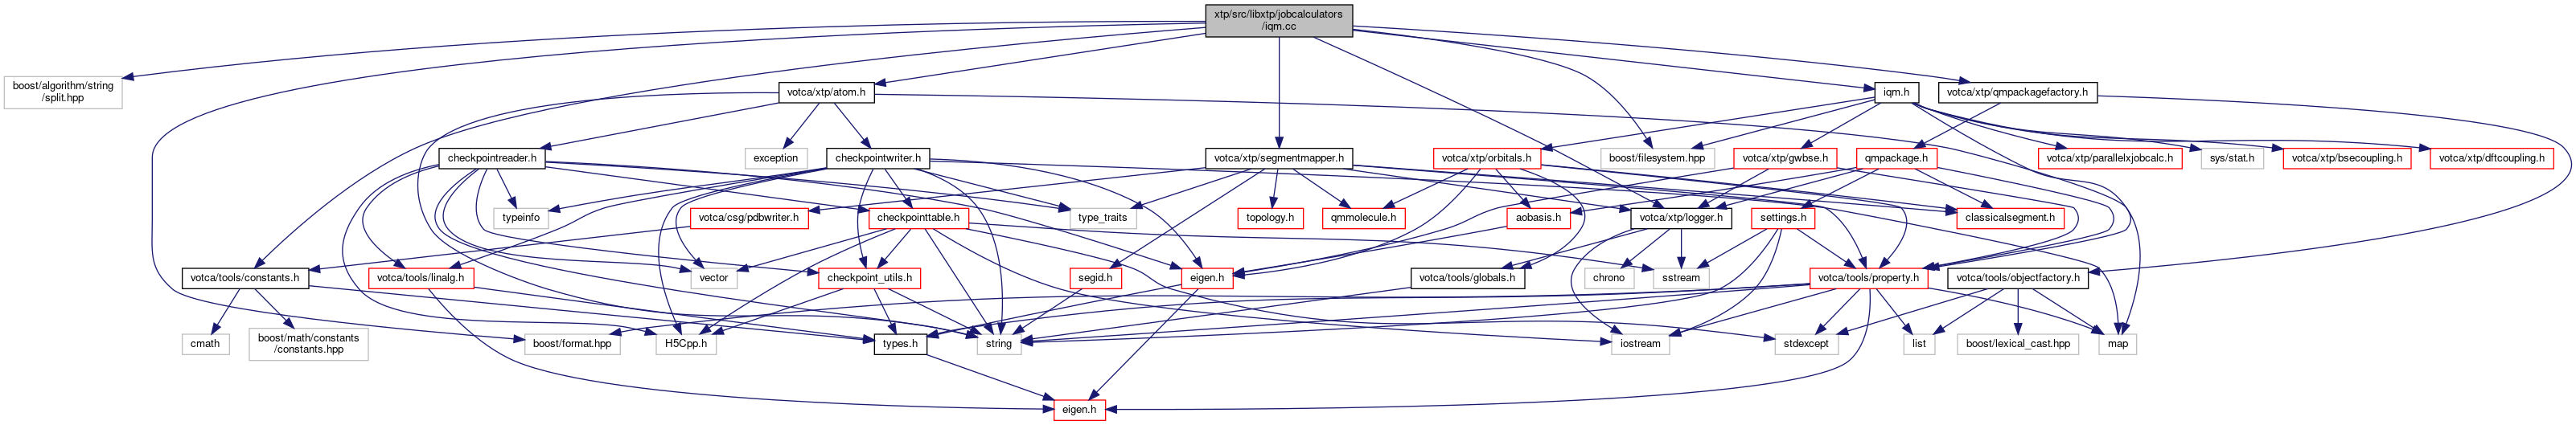 xtp/src/libxtp/jobcalculators
/iqm.cc
boost/algorithm/string
/split.hpp
votca/xtp/atom.h
iqm.h
votca/xtp/qmpackagefactory.h
checkpointreader.h
exception
checkpointwriter.h
votca/xtp/segmentmapper.h
votca/xtp/orbitals.h
boost/filesystem.hpp
votca/xtp/gwbse.h
qmpackage.h
votca/xtp/parallelxjobcalc.h
sys/stat.h
votca/xtp/bsecoupling.h
votca/xtp/dftcoupling.h
typeinfo
votca/csg/pdbwriter.h
checkpointtable.h
type_traits
topology.h
qmmolecule.h
aobasis.h
votca/xtp/logger.h
settings.h
classicalsegment.h
votca/tools/constants.h
votca/tools/linalg.h
vector
checkpoint_utils.h
segid.h
eigen.h
votca/tools/globals.h
chrono
sstream
votca/tools/property.h
votca/tools/objectfactory.h
cmath
boost/math/constants
/constants.hpp
boost/format.hpp
H5Cpp.h
types.h
string
iostream
stdexcept
list
boost/lexical_cast.hpp
map
eigen.h